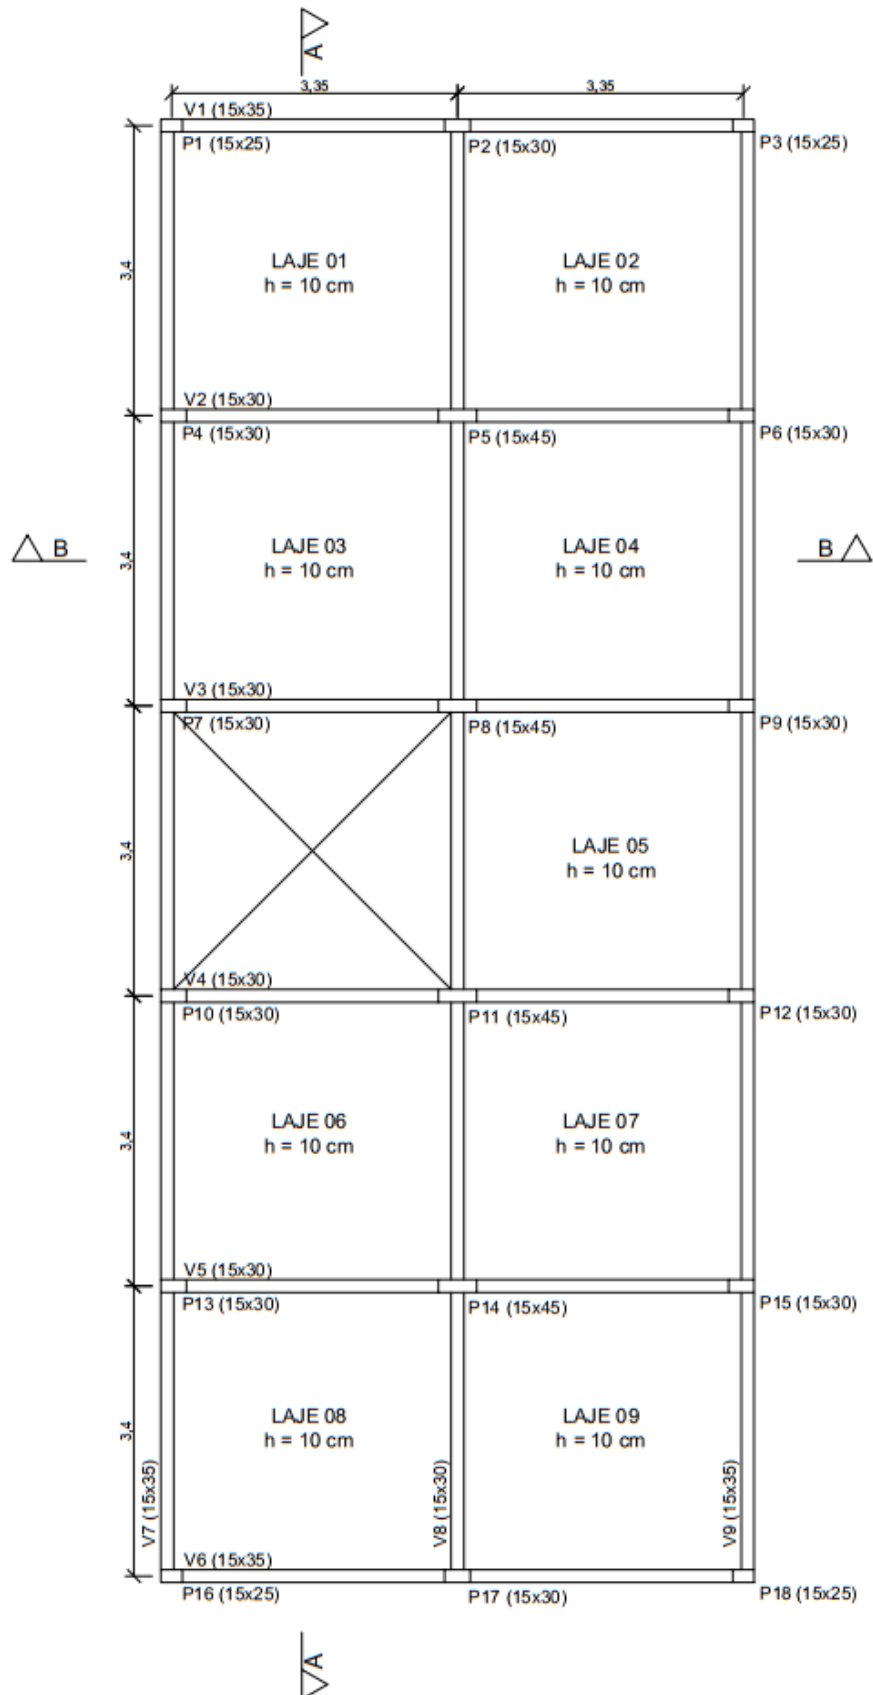 A
3,35
3,35
V1 (15x35)
P1 (15x25)
P2 (15x30)
P3 (15x25)
3,4
LAJE 01
h = 10 cm
LAJE 02
h = 10 cm
V2 (15x30)
P4 (15x30)
P5 (15x45)
P6 (15x30)
B
B
3,4
LAJE 03
h = 10 cm
LAJE 04
h = 10 cm
V3 (15x30)
P7 (15x30)
P8 (15x45)
P9 (15x30)
3,4
LAJE 05
h = 10 cm
V4 (15x30)
P10 (15x30)
P11 (15x45)
P12 (15x30)
3,4
LAJE 06
h = 10 cm
LAJE 07
h = 10 cm
V5 (15x30)
P13 (15x30)
P14 (15x45)
P15 (15x30)
3,4
LAJE 08
h = 10 cm
LAJE 09
h = 10 cm
V7 (15x35)
V8 (15x30)
V9 (15x35)
V6 (15x35)
P16 (15x25)
P17 (15x30)
P18 (15x25)
A